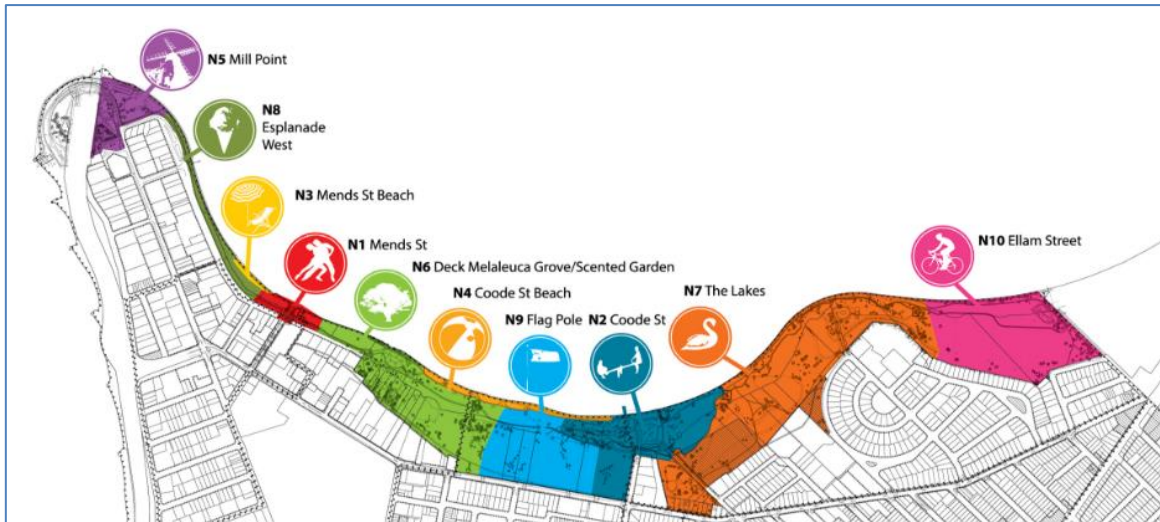 N5 Mill Point
N8
Esplanade
West
N3 Mends St Beach
N1 Mends St
N6 Deck Melaleuca Grove/Scented Garden
N4 Coode St Beach
N9 Flag Pole
N2 Coode St
N7 The Lakes
N10 Ellam Street